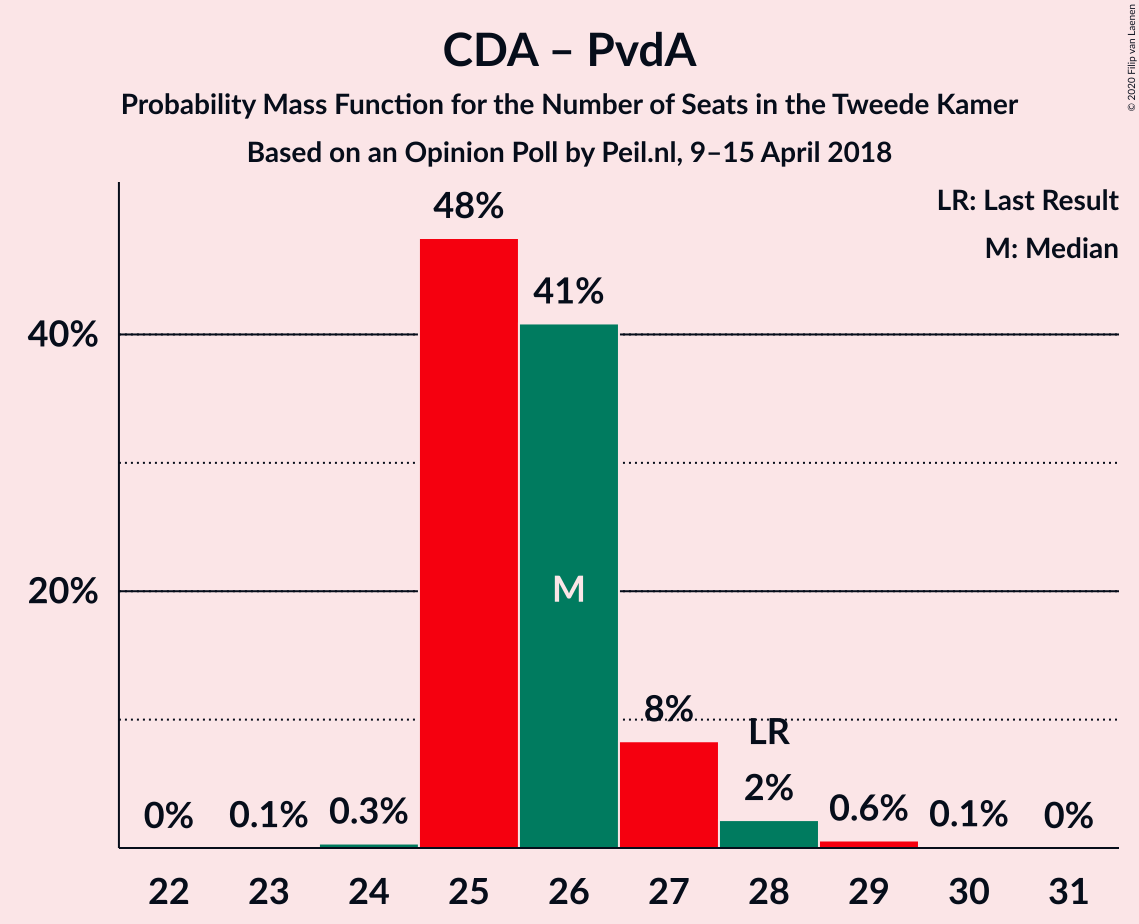 CDA – PvdA
Probability Mass Function for the Number of Seats in the Tweede Kamer
Based on an Opinion Poll by Peil.nl, 9–15 April 2018
© 2020 Filip van Laenen
LR: Last Result
M: Median
48%
41%
40%
20%
M
8%
LR
2%
0%
0.1%
0.3%
0.6%
0.1%
0%
22 23 24 25 26 27 28 29 30 31